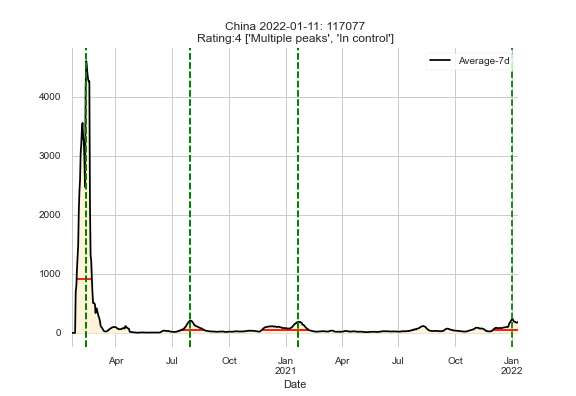 China 2022-01-11: 117077
Rating:4 ['Multiple peaks', 'In control']
Average-7d
4000
3000
2000
1000
0
Apr Jul Oct Jan Apr Jul Oct Jan
2021 2022
Date